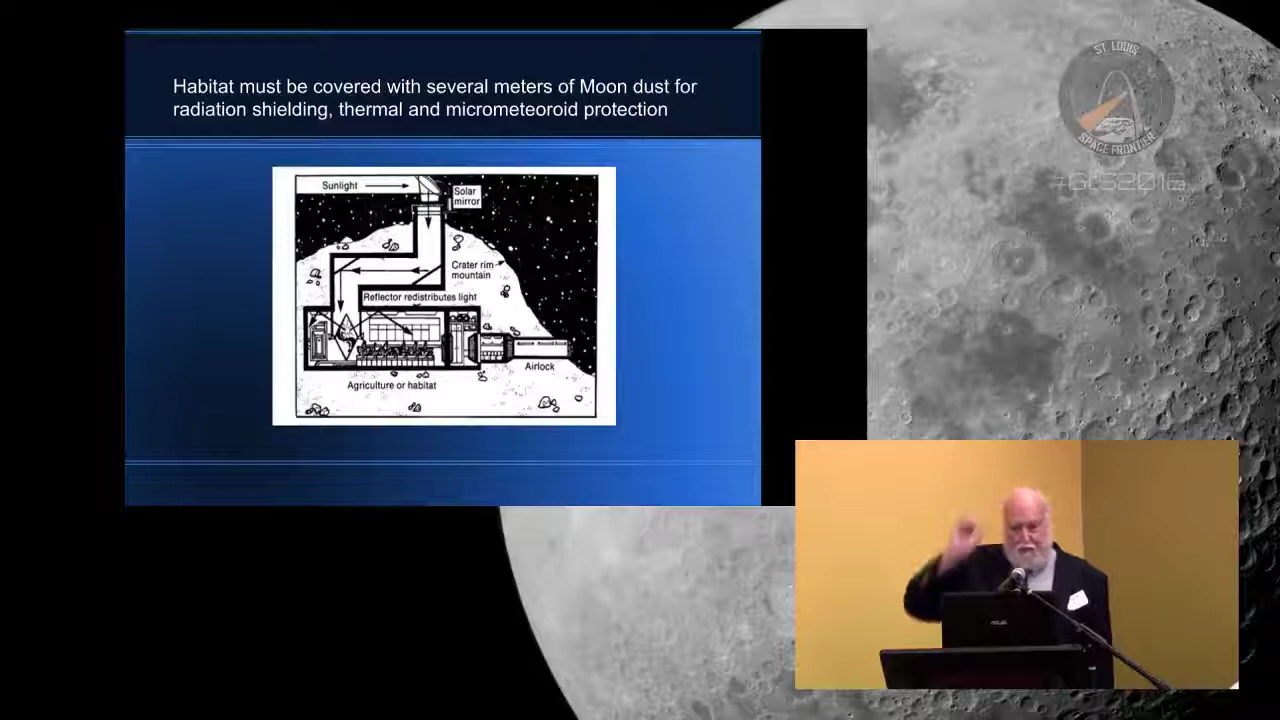 Habitat must be covered with several meters of Moon dust for
radiation shielding, thermal and micrometeoroid protection
Sunlight
Solar
mirror
Crater rim
mountain
Reflector redistributes light
Airlock
Agriculture or habitat
ST. LOUIS
SPACE FRONTIER
#GCS2016